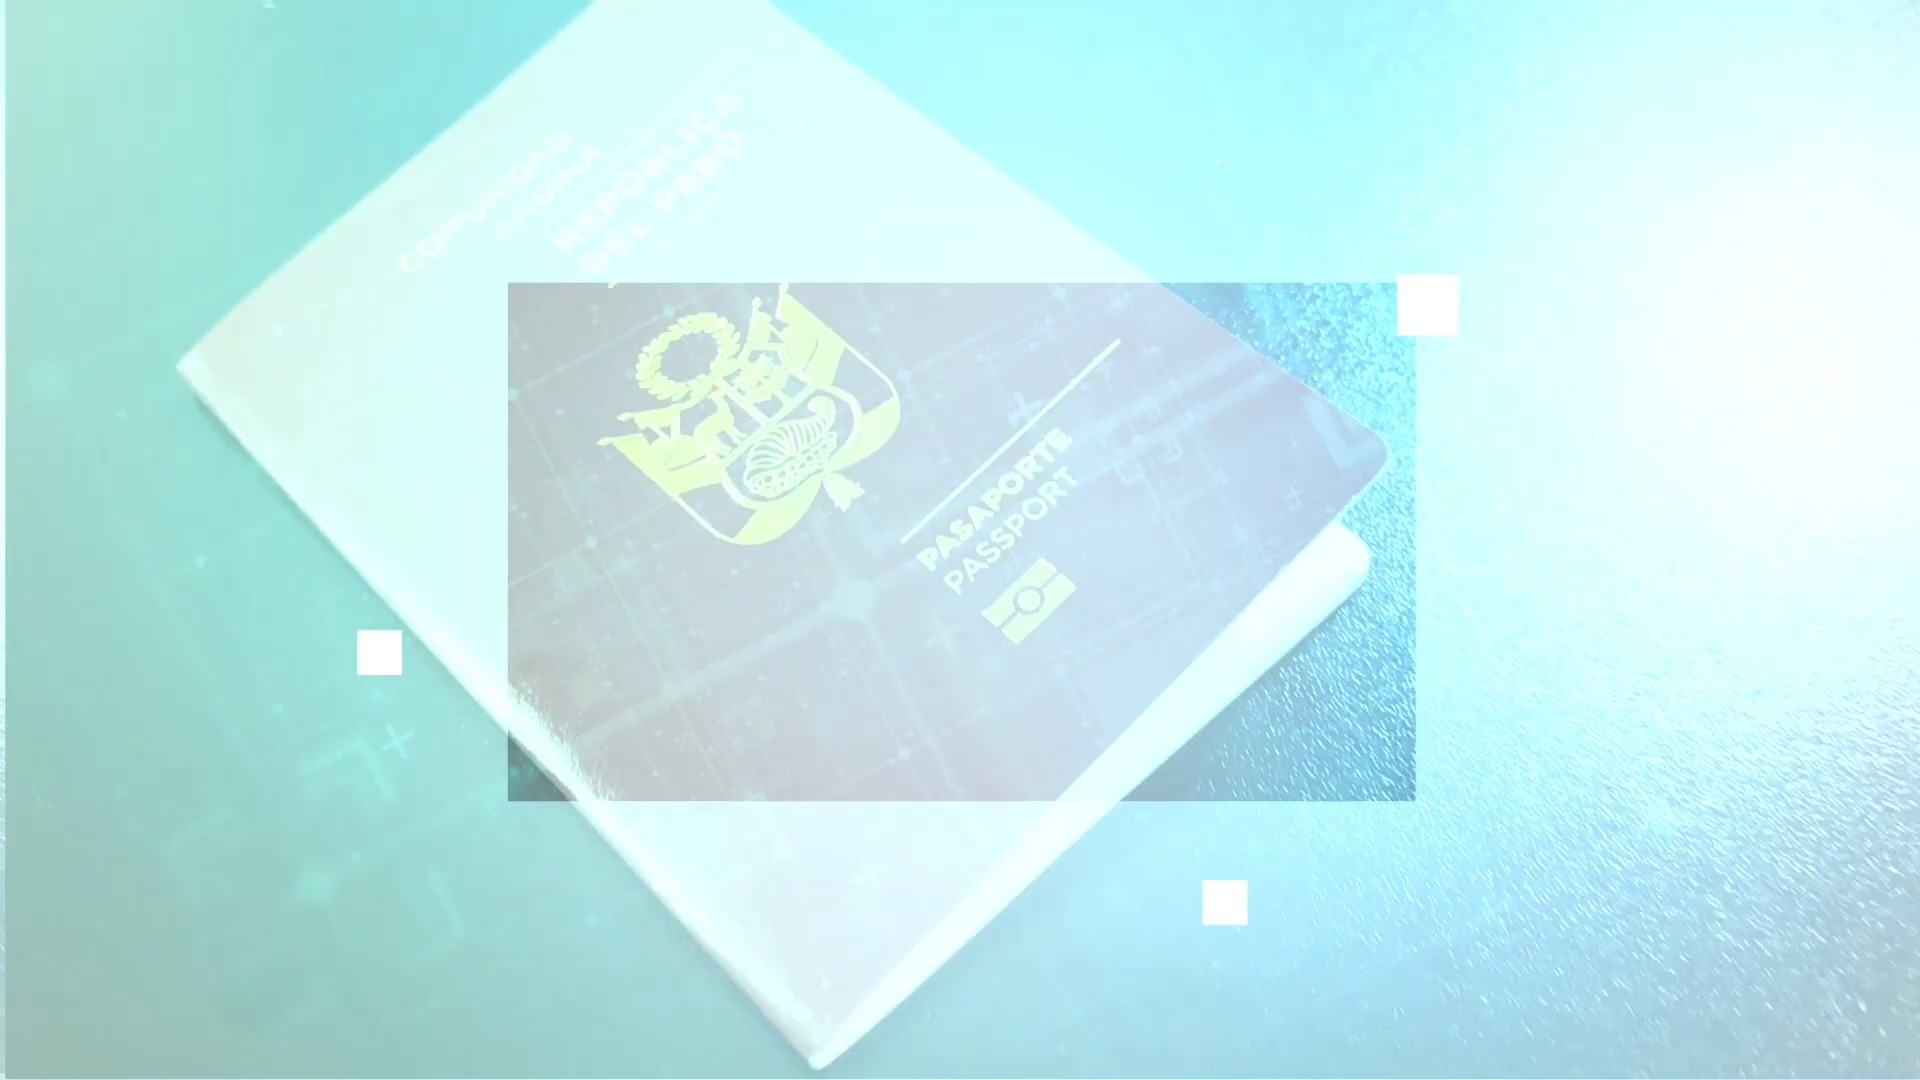 COMUNIDAD
ANDINA
REPÚBLICA
DEL PERÚ
PASAPORTE
PASSPORT